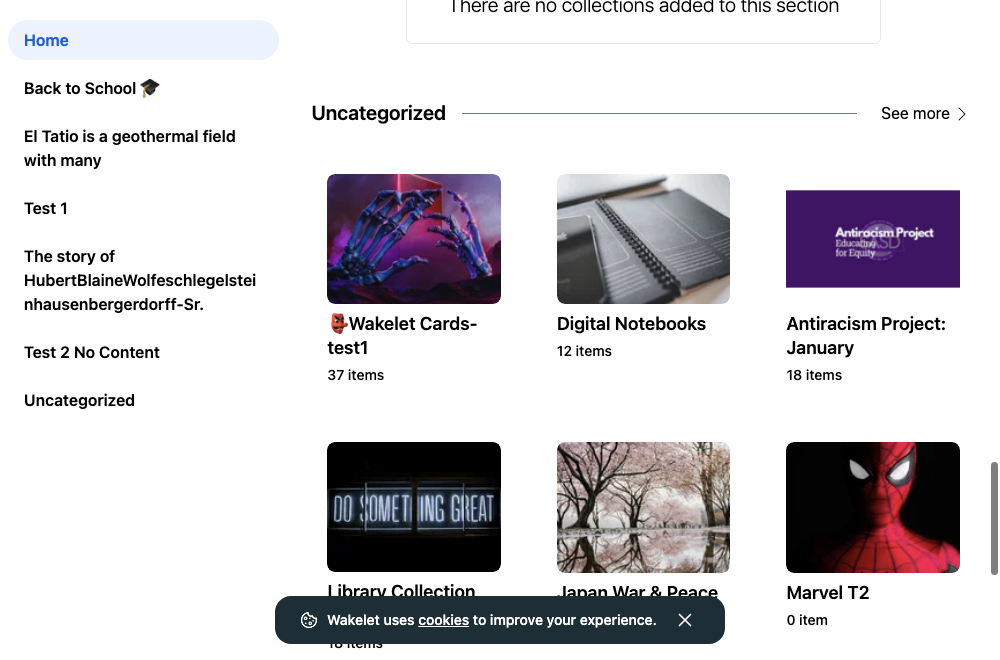 There are no collections added to this section
Home
Back to School 🎓
El Tatio is a geothermal field
with many
Test 1
The story of
HubertBlaineWolfeschlegelstei
nhausenbergerdorff-Sr.
Test 2 No Content
Uncategorized
Uncategorized
See more
👺Wakelet Cards-
test1
37 items
Digital Notebooks
12 items
Antiracism Project
Educating
for Equity
Antiracism Project:
January
18 items
DO SOMETHING GREAT
Library Collection
Japan War & Peace
Marvel T2
0 item
Wakelet uses cookies to improve your experience.